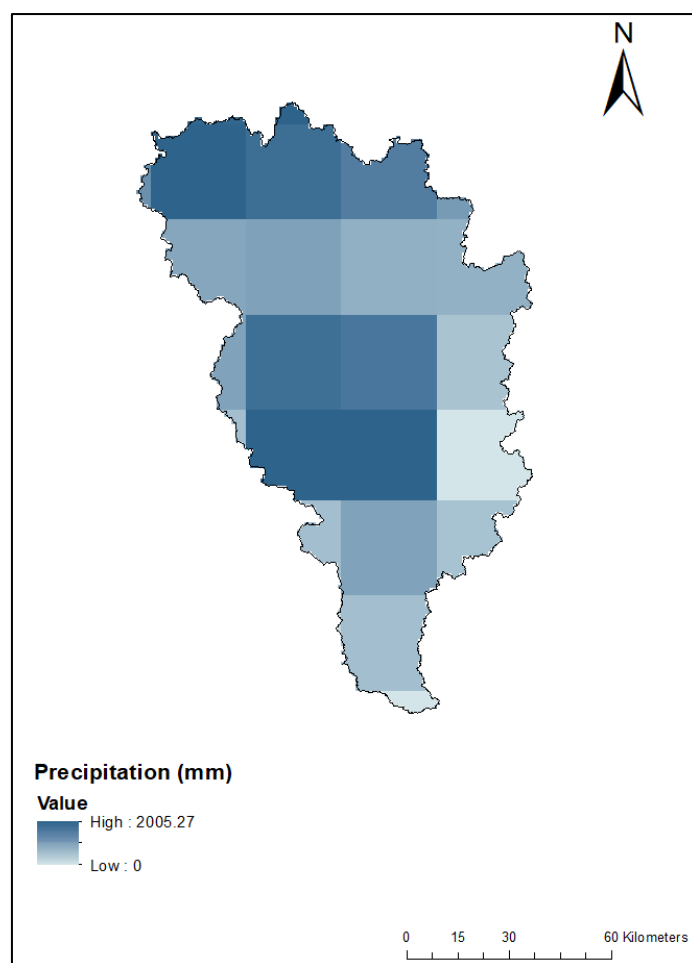 N
Precipitation (mm)
Value
High : 2005.27
Low : 0
0 15 30 60 Kilometers